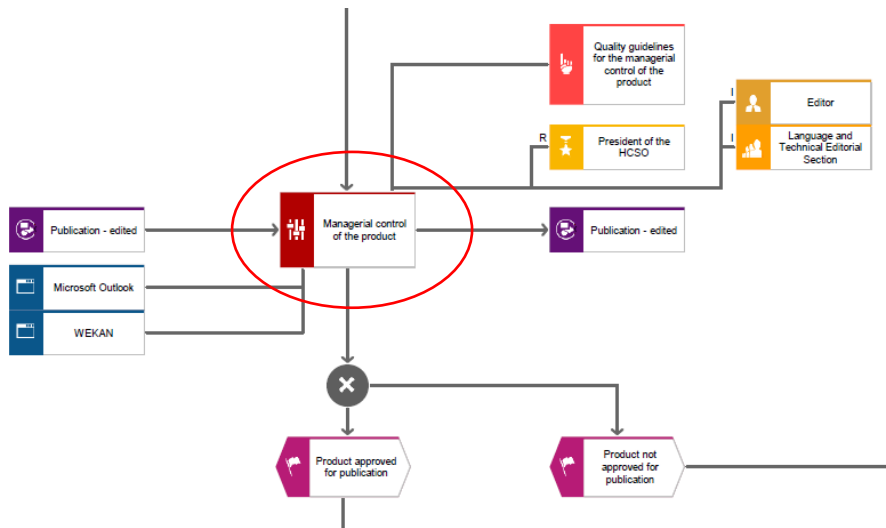 Quality guidelines
for the managerial
control of the
product
I
Editor
R
President of the
HCSO
I
Language and
Technical Editorial
Section
Publication - edited
Managerial control
of the product
Publication - edited
Microsoft Outlook
WEKAN
Product approved
for publication
Product not
approved for
publication